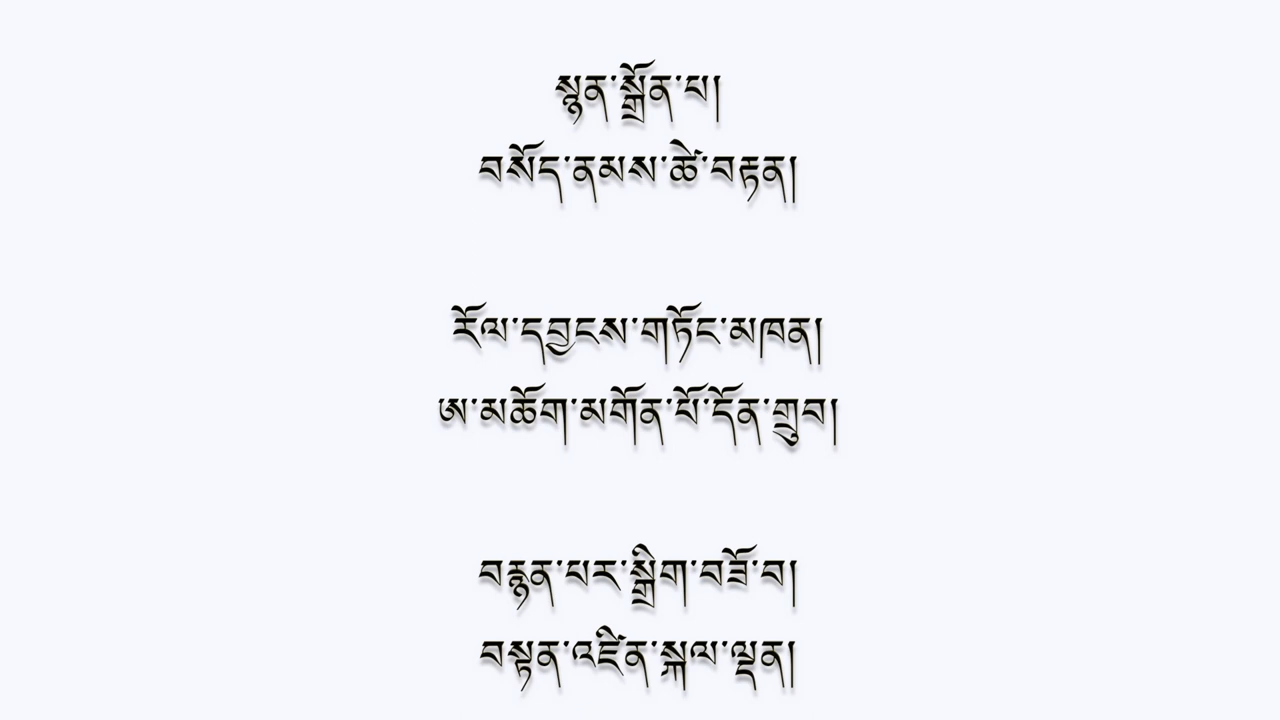 སྙན་སྒྲོན་པ།
བསོད་ནམས་ཚེ་བརྟན།
རོལ་དབྱངས་གཏོང་མཁན།
ཨ་མཆོག་མགོན་པོ་དོན་གྲུབ།
བརྙན་པར་སྒྲིག་བཟོ་བ།
བསྟན་འཛིན་སྐལ་ལྡན།